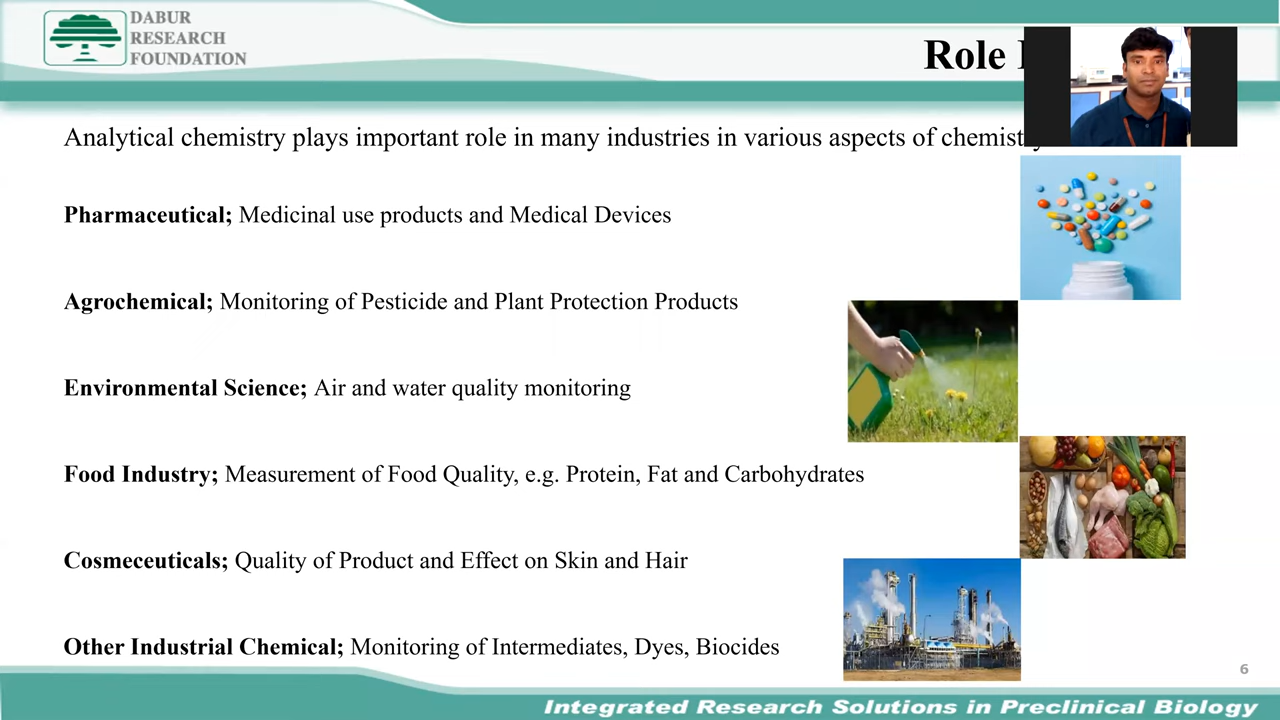 DABUR
RESEARCH
FOUNDATION
Role
Analytical chemistry plays important role in many industries in various aspects of
Pharmaceutical; Medicinal use products and Medical Devices
Agrochemical; Monitoring of Pesticide and Plant Protection Products
Environmental Science; Air and water quality monitoring
Food Industry; Measurement of Food Quality, e.g. Protein, Fat and Carbohydrates
Cosmeceuticals; Quality of Product and Effect on Skin and Hair
Other Industrial Chemical; Monitoring of Intermediates, Dyes, Biocides
6
Integrated Research Solutions in Preclinical Biology